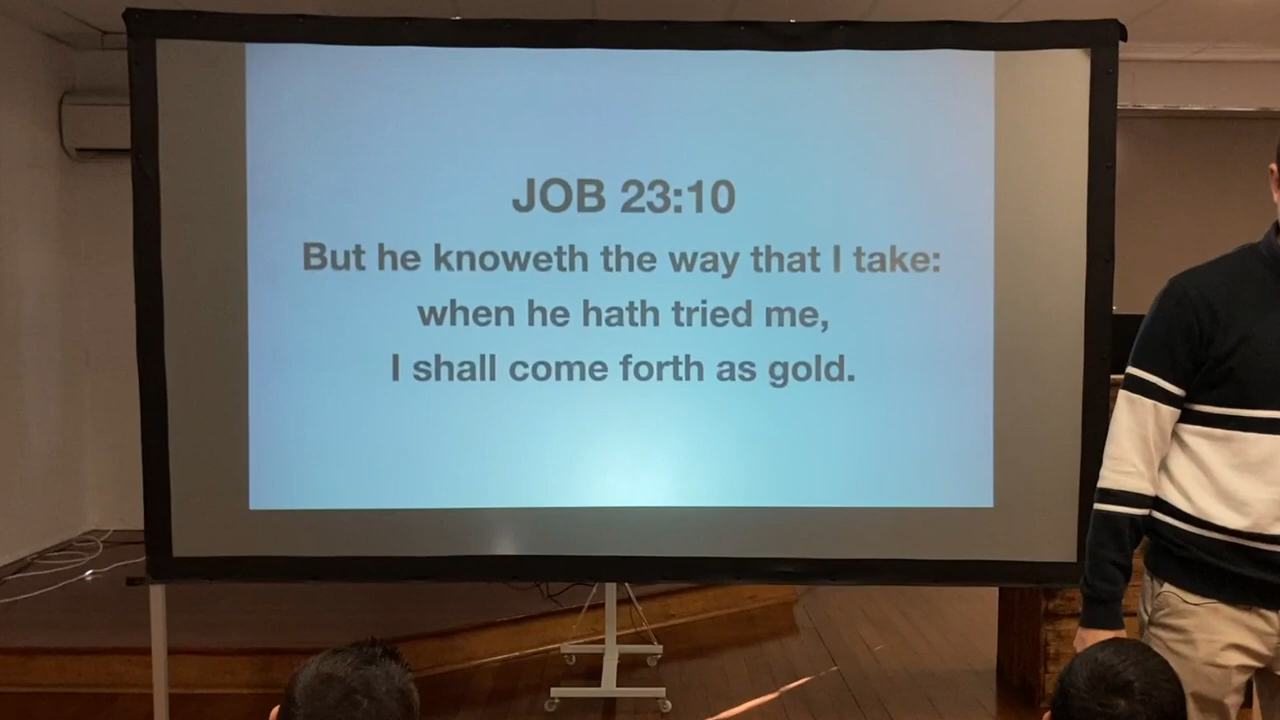 JOB 23:10
But he knoweth the way that I take:
when he hath tried me,
I shall come forth as gold.